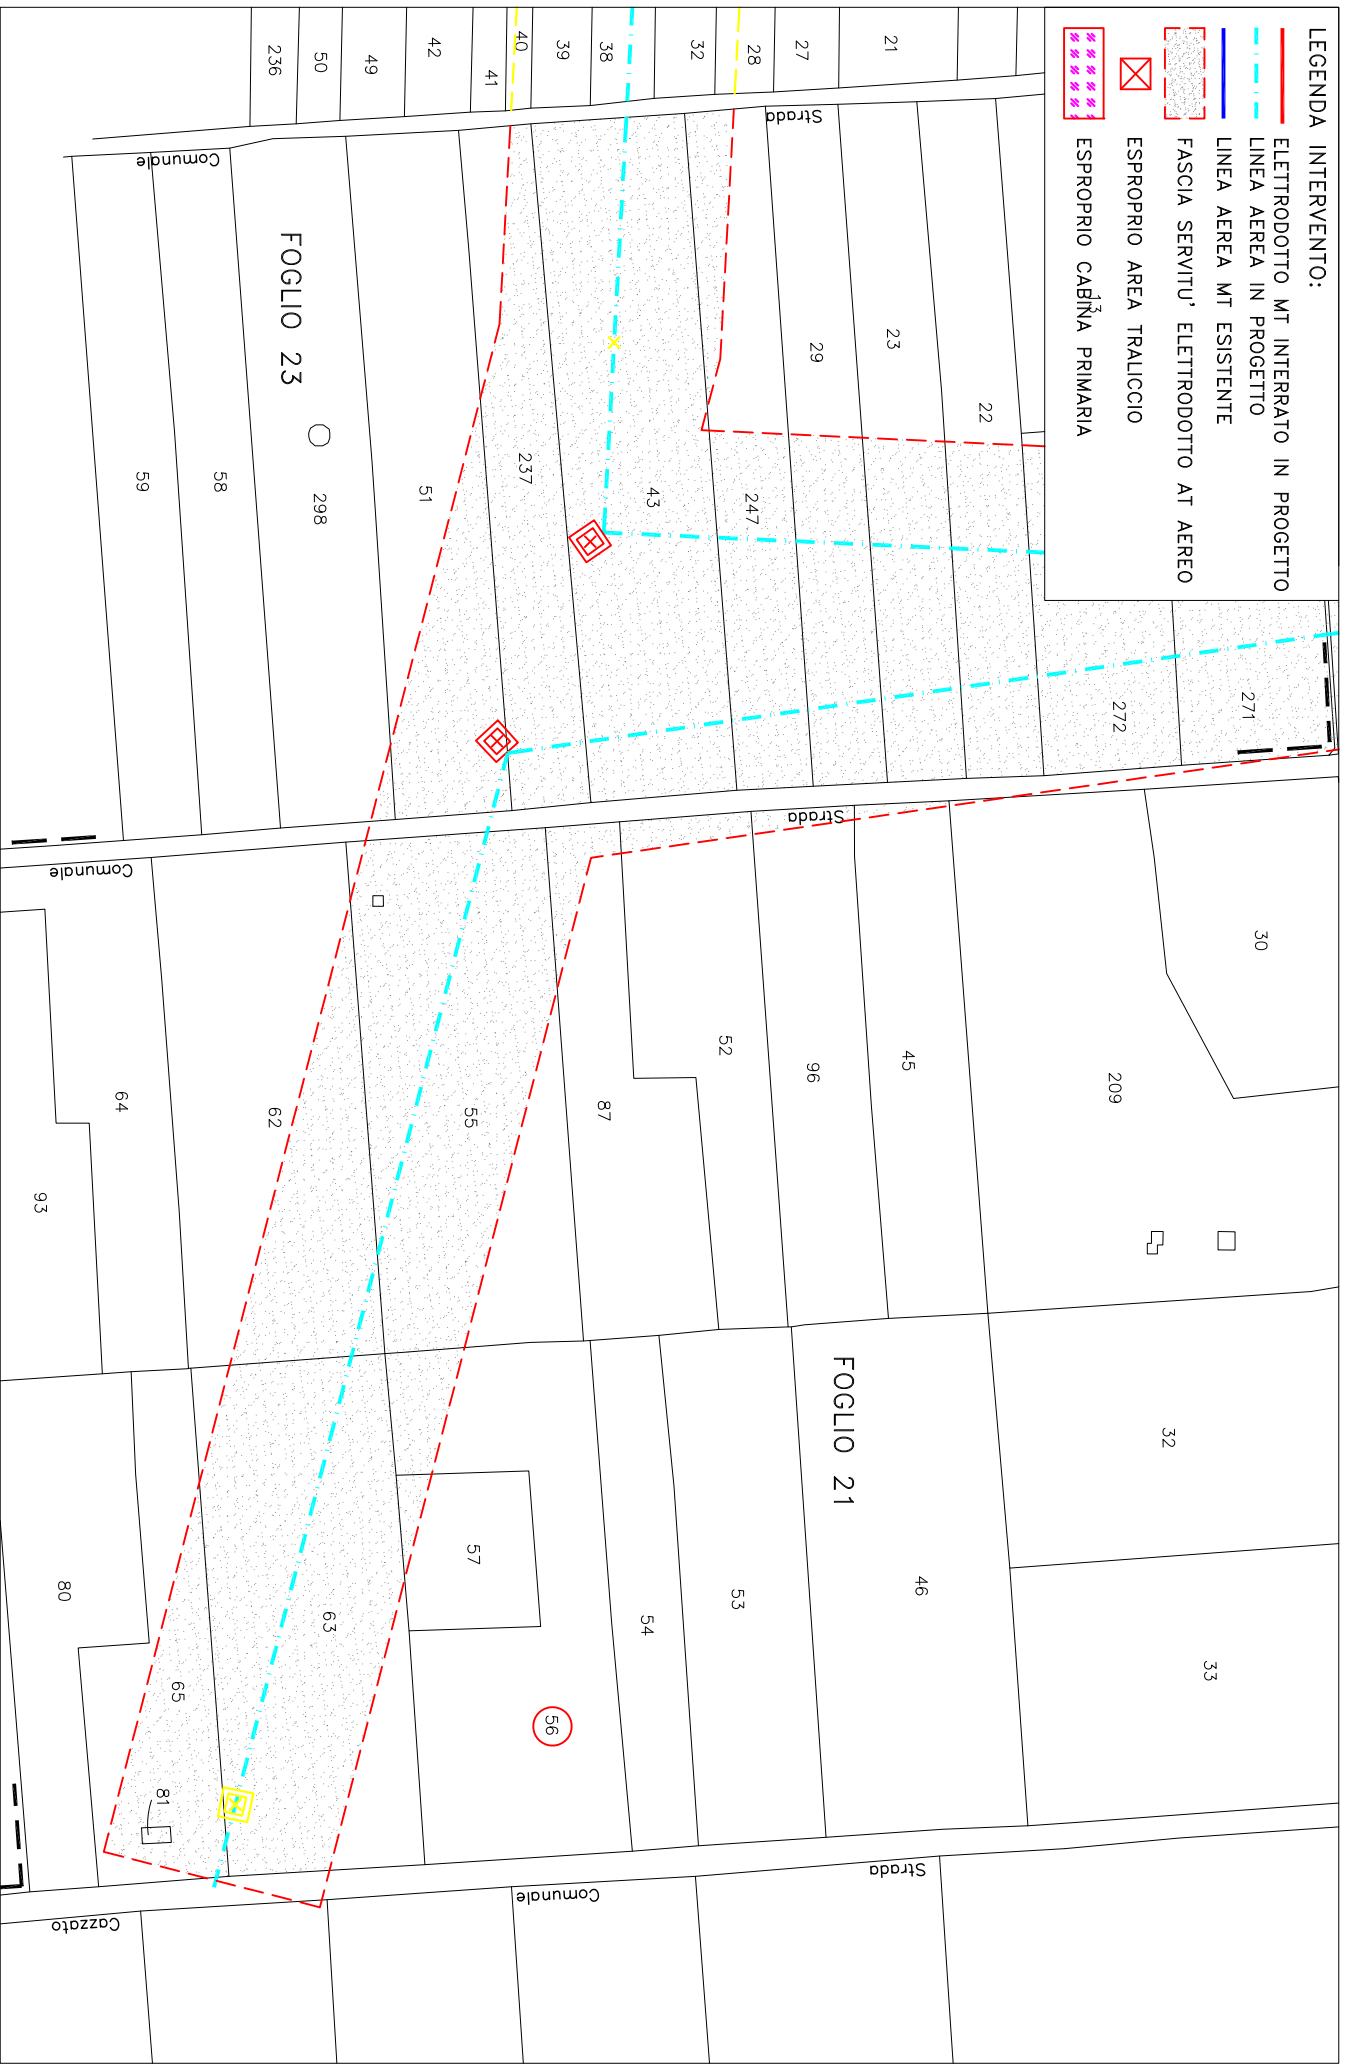 LEGENDA INTERVENTO:
ELETTRODOTTO MT INTERRATO IN PROGETTO
LINEA AEREA IN PROGETTO
LINEA AEREA MT ESISTENTE
FASCIA SERVITU' ELETTRODOTTO AT AEREO
ESPROPRIO AREA TRALICCIO
ESPROPRIO CABINA PRIMARIA
13
21
27
28
32
38
39
40
41
42
49
50
236
Strada
Comunale
22
23
29
247
43
237
51
298
58
59
FOGLIO 23
271
272
Strada
Comunale
30
209
45
96
52
87
55
62
64
93
FOGLIO 21
32
33
46
53
54
57
56
63
65
80
81
Strada
Comunale
Cazzato